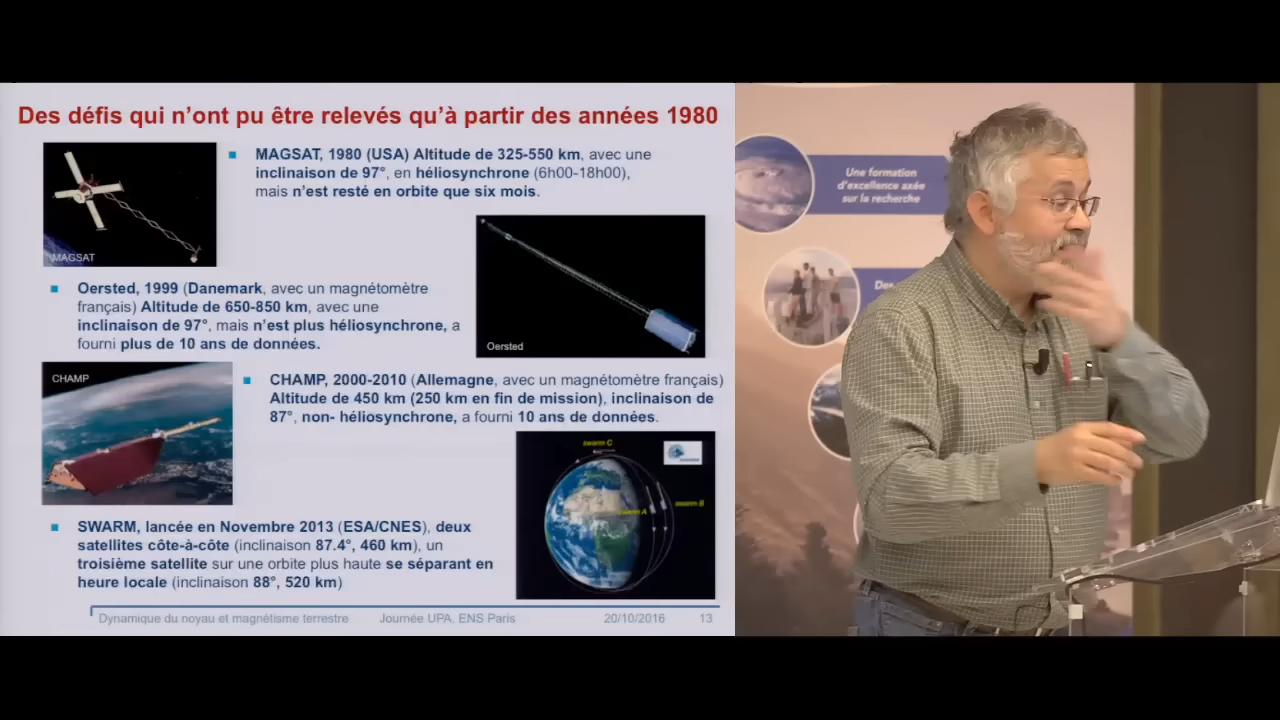 Des défis qui n'ont pu être relevés qu'à partir des années 1980
MAGSAT
MAGSAT, 1980 (USA) Altitude de 325-550 km, avec une
inclinaison de 97°, en héliosynchrone (6h00-18h00),
mais n'est resté en orbite que six mois.
Oersted, 1999 (Danemark, avec un magnétomètre
français) Altitude de 650-850 km, avec une
inclinaison de 97°, mais n'est plus héliosynchrone, a
fourni plus de 10 ans de données.
Oersted
CHAMP
CHAMP, 2000-2010 (Allemagne, avec un magnétomètre français)
Altitude de 450 km (250 km en fin de mission), inclinaison de
87°, non- héliosynchrone, a fourni 10 ans de données.
swarm C
swarm B
swarm A
SWARM, lancée en Novembre 2013 (ESA/CNES), deux
satellites côte-à-côte (inclinaison 87.4°, 460 km), un
troisième satellite sur une orbite plus haute se séparant en
heure locale (inclinaison 88°, 520 km)
Dynamique du noyau et magnétisme terrestre Journée UPA. ENS Paris 20/10/2016 13
Une formation
d'excellence axée
sur la recherche